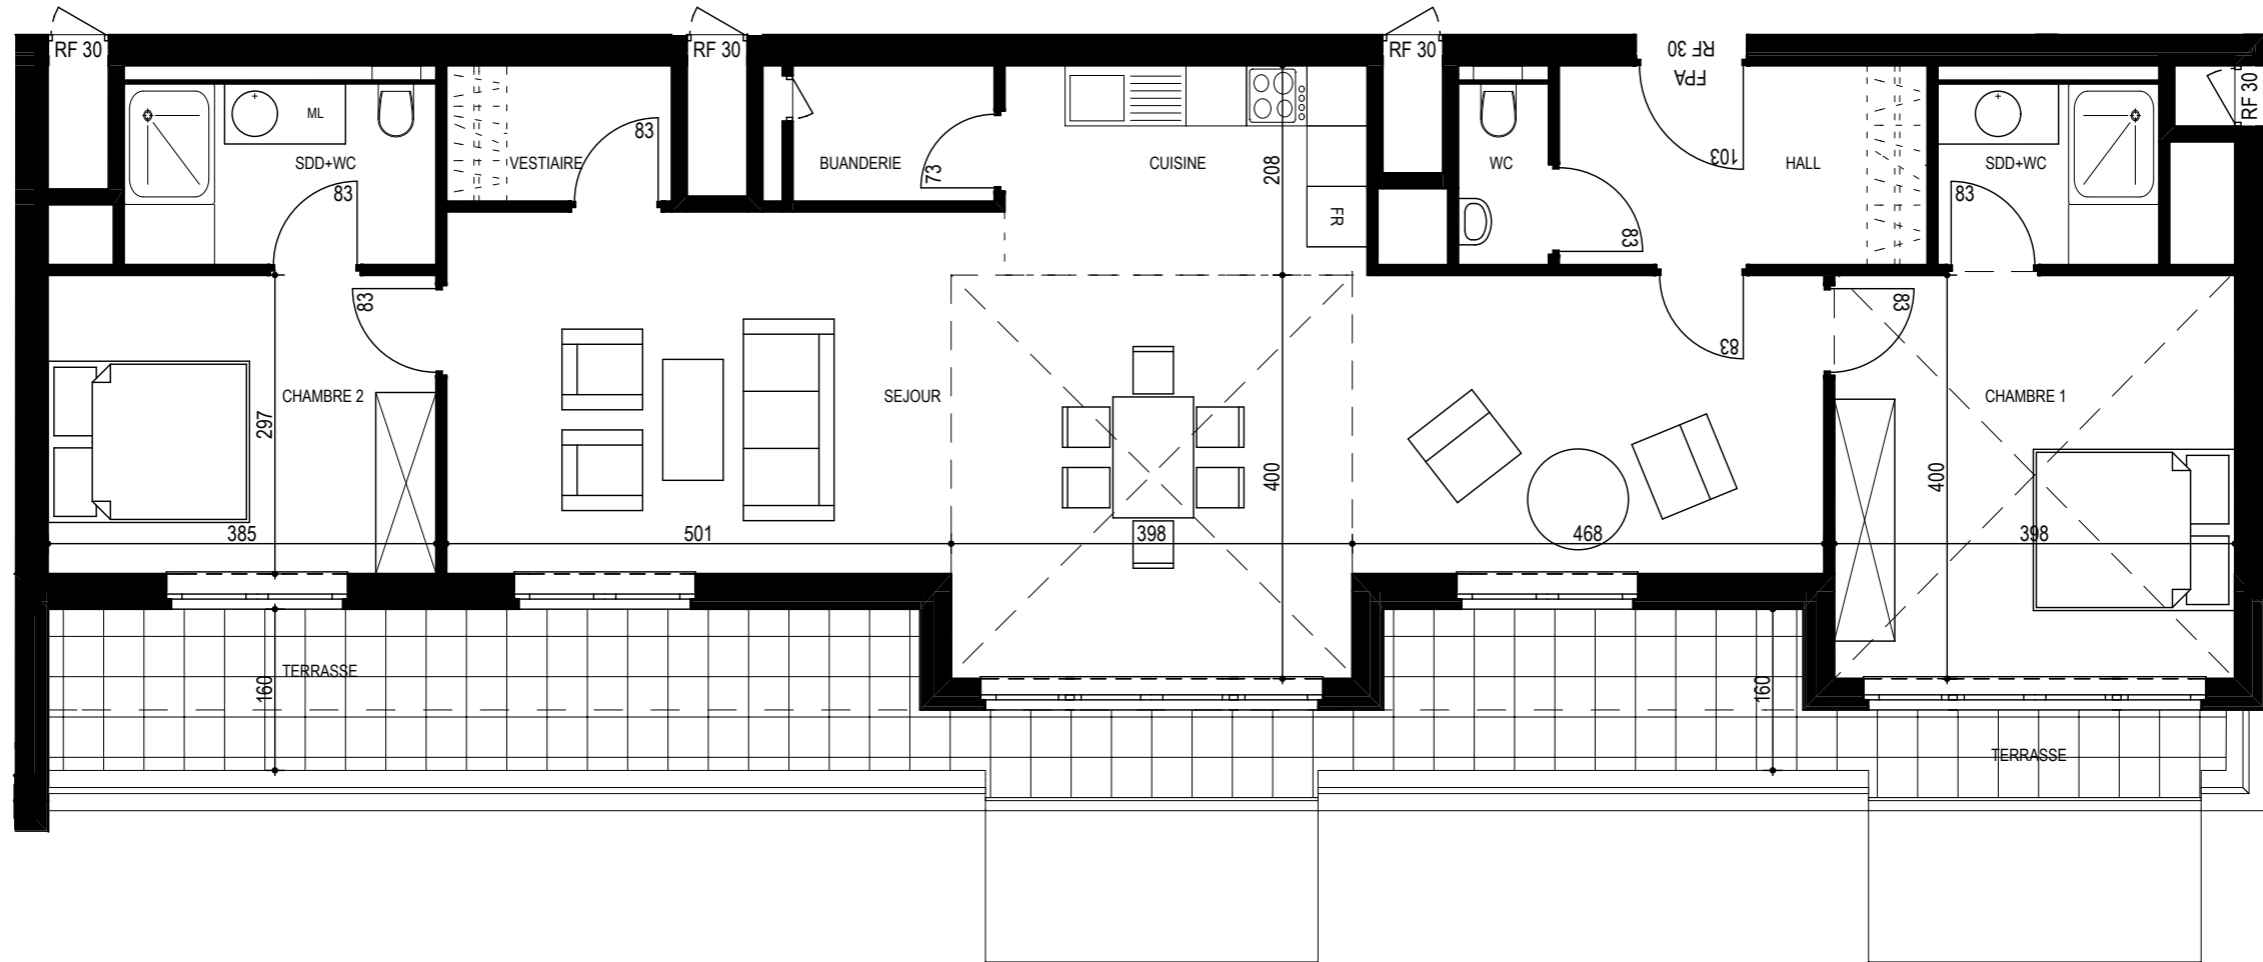 RF 30
RF 30
RF 30
RF 30
FPA
RF 30
ML
SDD+WC
83
VESTIAIRE
83
BUANDERIE
73
CUISINE
208
FR
WC
83
103
HALL
SDD+WC
83
83
83
83
CHAMBRE 2
297
SEJOUR
400
CHAMBRE 1
400
385
501
398
468
398
TERRASSE
160
160
TERRASSE